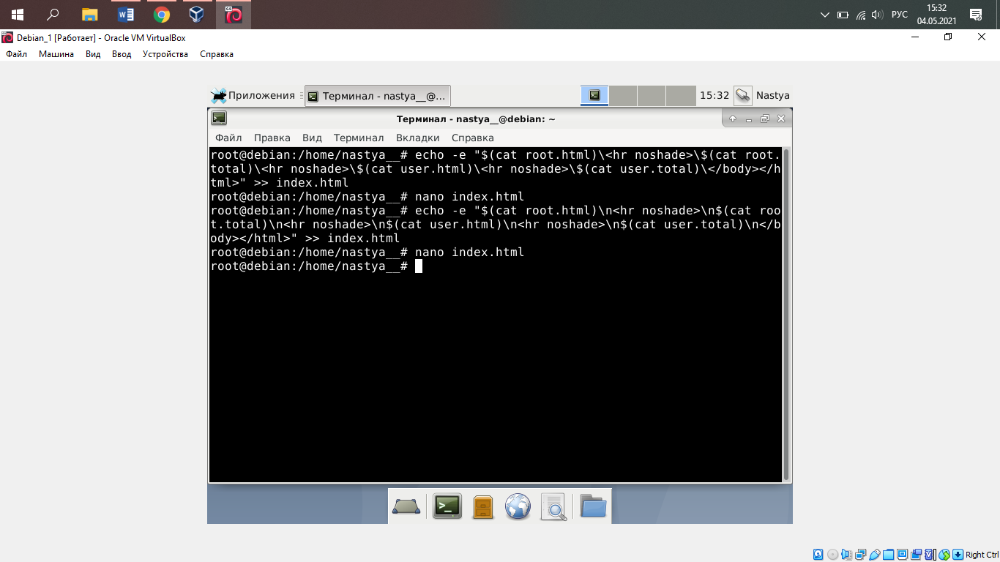 РУС
15:32
04.05.2021
Debian_1 [Работает] - Oracle VM VirtualBox
Файл Машина Вид Ввод Устройства Справка
Приложения Терминал - nastya__@... 15:32 Nastya
Терминал - nastya__@debian: ~
Файл Правка Вид Терминал Вкладки Справка
root@debian:/home/nastya__# echo -e "$(cat root.html)\<hr noshade>\$(cat root.
total)\<hr noshade>\$(cat user.html)\<hr noshade>\$(cat user.total)\</body></h
tml>" >> index.html
root@debian:/home/nastya__# nano index.html
root@debian:/home/nastya__# echo -e "$(cat root.html)\n<hr noshade>\n$(cat roo
t.total)\n<hr noshade>\n$(cat user.html)\n<hr noshade>\n$(cat user.total)\n</b
ody></html>" >> index.html
root@debian:/home/nastya__# nano index.html
root@debian:/home/nastya__#
Right Ctrl